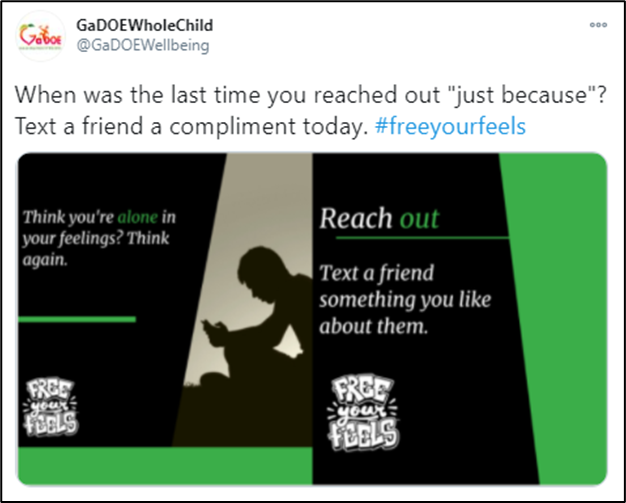 GaDOEWholeChild
@GaDOEWellbeing
When was the last time you reached out "just because"?
Text a friend a compliment today. #freeyourfeels
Think you're alone in
your feelings? Think
again.
FREE
your
FEELS
Reach out
Text a friend
something you like
about them.
FREE
your
FEELS
GaDOE